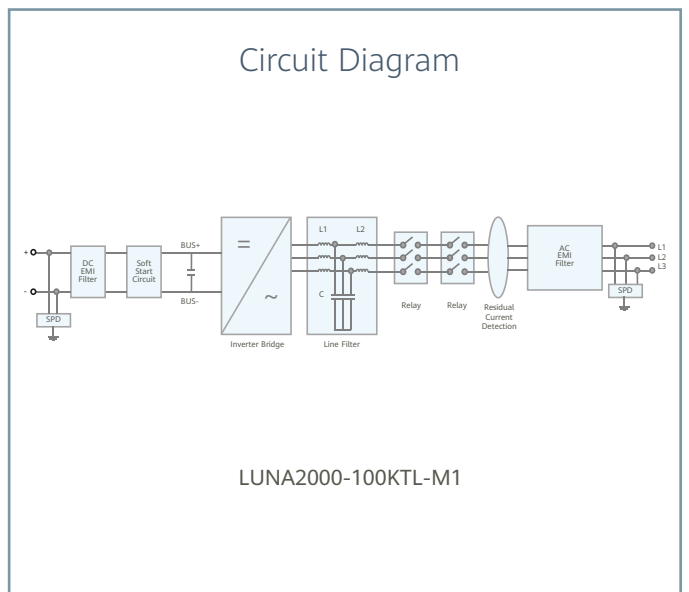 Circuit Diagram
+
-
SPD
DC
EMI
Filter
Soft
Start
Circuit
BUS+
BUS-
=
~
Inverter Bridge
L1
L2
C
Line Filter
Relay
Relay
Residual
Current
Detection
AC
EMI
Filter
L1
L2
L3
SPD
LUNA2000-100KTL-M1